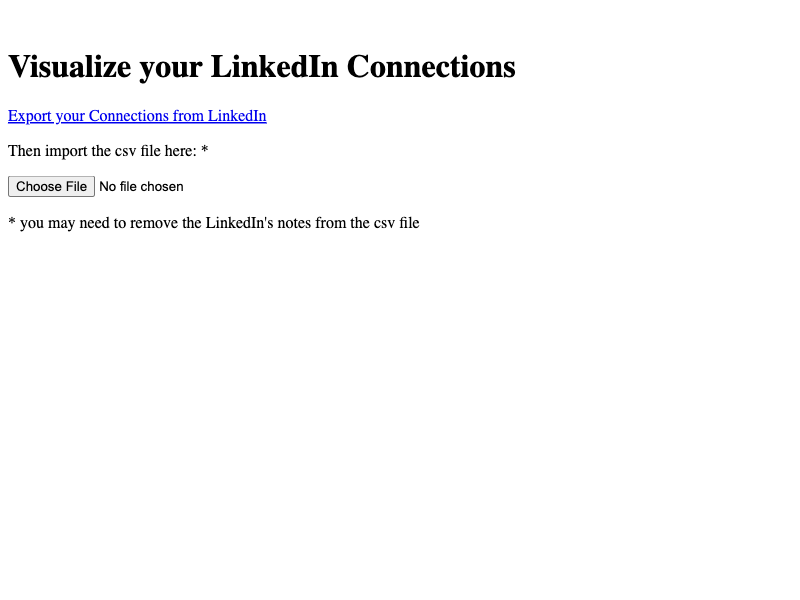 Visualize your LinkedIn Connections
Export your Connections from LinkedIn
Then import the csv file here: *
Choose File No file chosen
* you may need to remove the LinkedIn's notes from the csv file